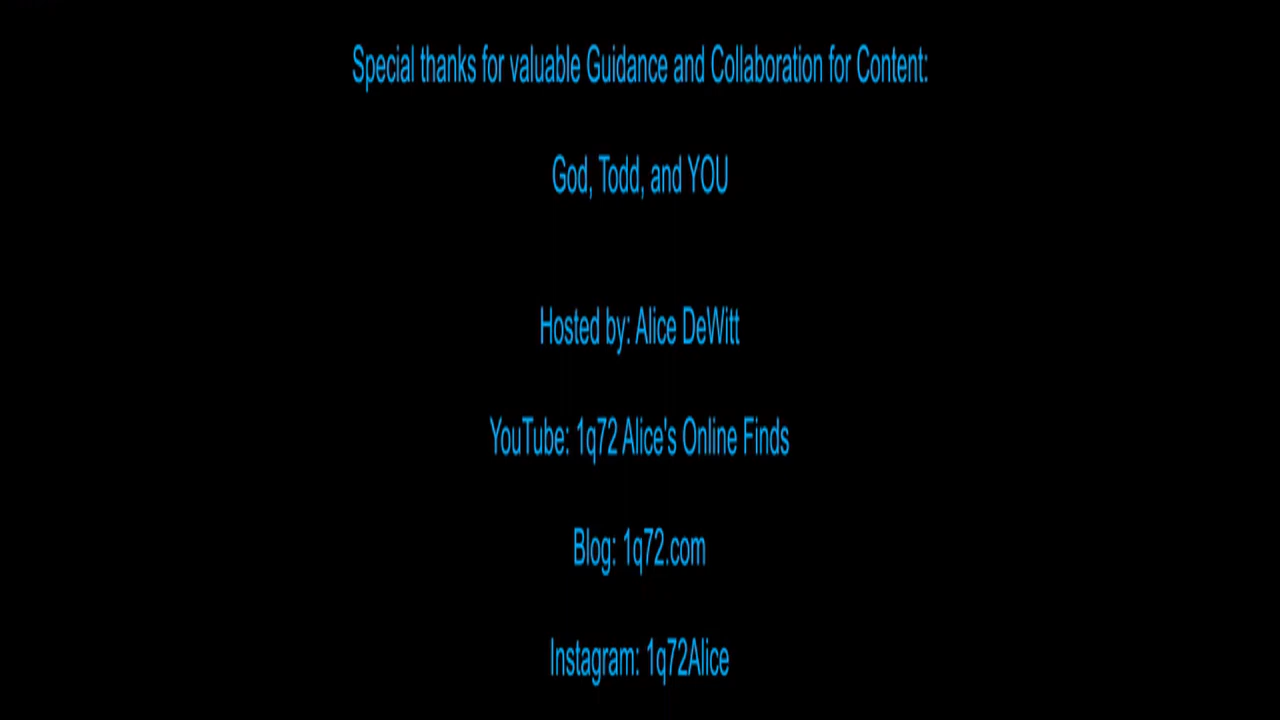 Special thanks for valuable Guidance and Collaboration for Content:
God, Todd, and YOU
Hosted by: Alice DeWitt
YouTube: 1q72 Alice's Online Finds
Blog: 1q72.com
Instagram: 1q72Alice